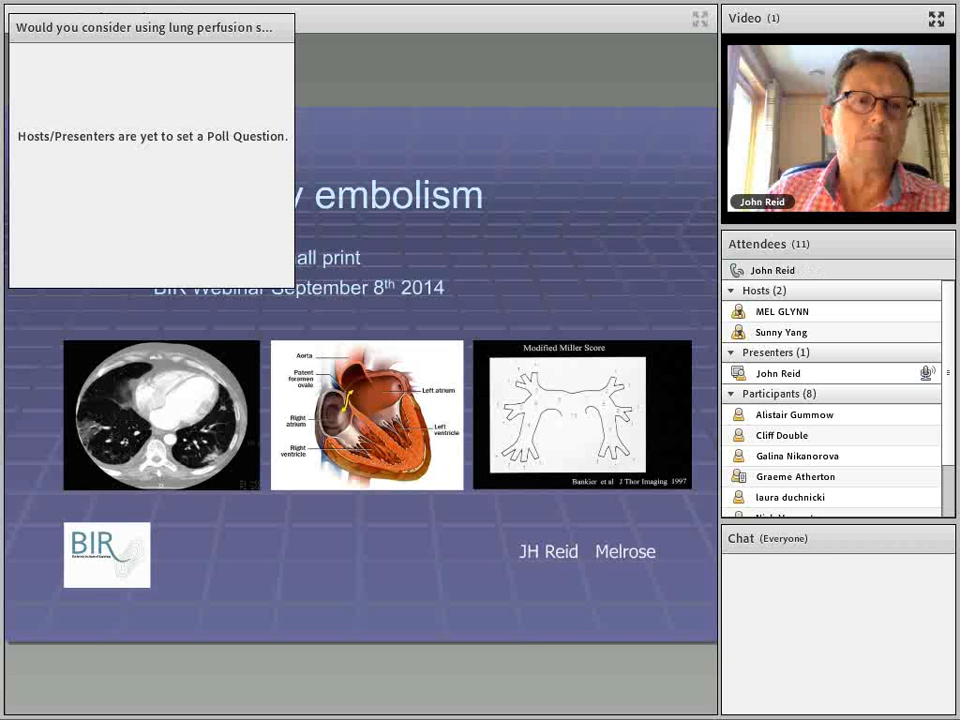 Would you consider using lung perfusion s...
Hosts/Presenters are yet to set a Poll Question.
y embolism
all print
BIR Webinar September 8th 2014
Aorta
Patent
foramen
ovale
Left atrium
Right
atrium
Left
ventricle
Right
ventricle
Modified Miller Score
Bankier et al J Thor Imaging 1997
BIR
JH Reid Melrose
Video (1)
John Reid
Attendees (11)
John Reid
Hosts (2)
MEL GLYNN
Sunny Yang
Presenters (1)
John Reid
Participants (8)
Alistair Gummow
Cliff Double
Galina Nikanorova
Graeme Atherton
laura duchnicki
Chat (Everyone)